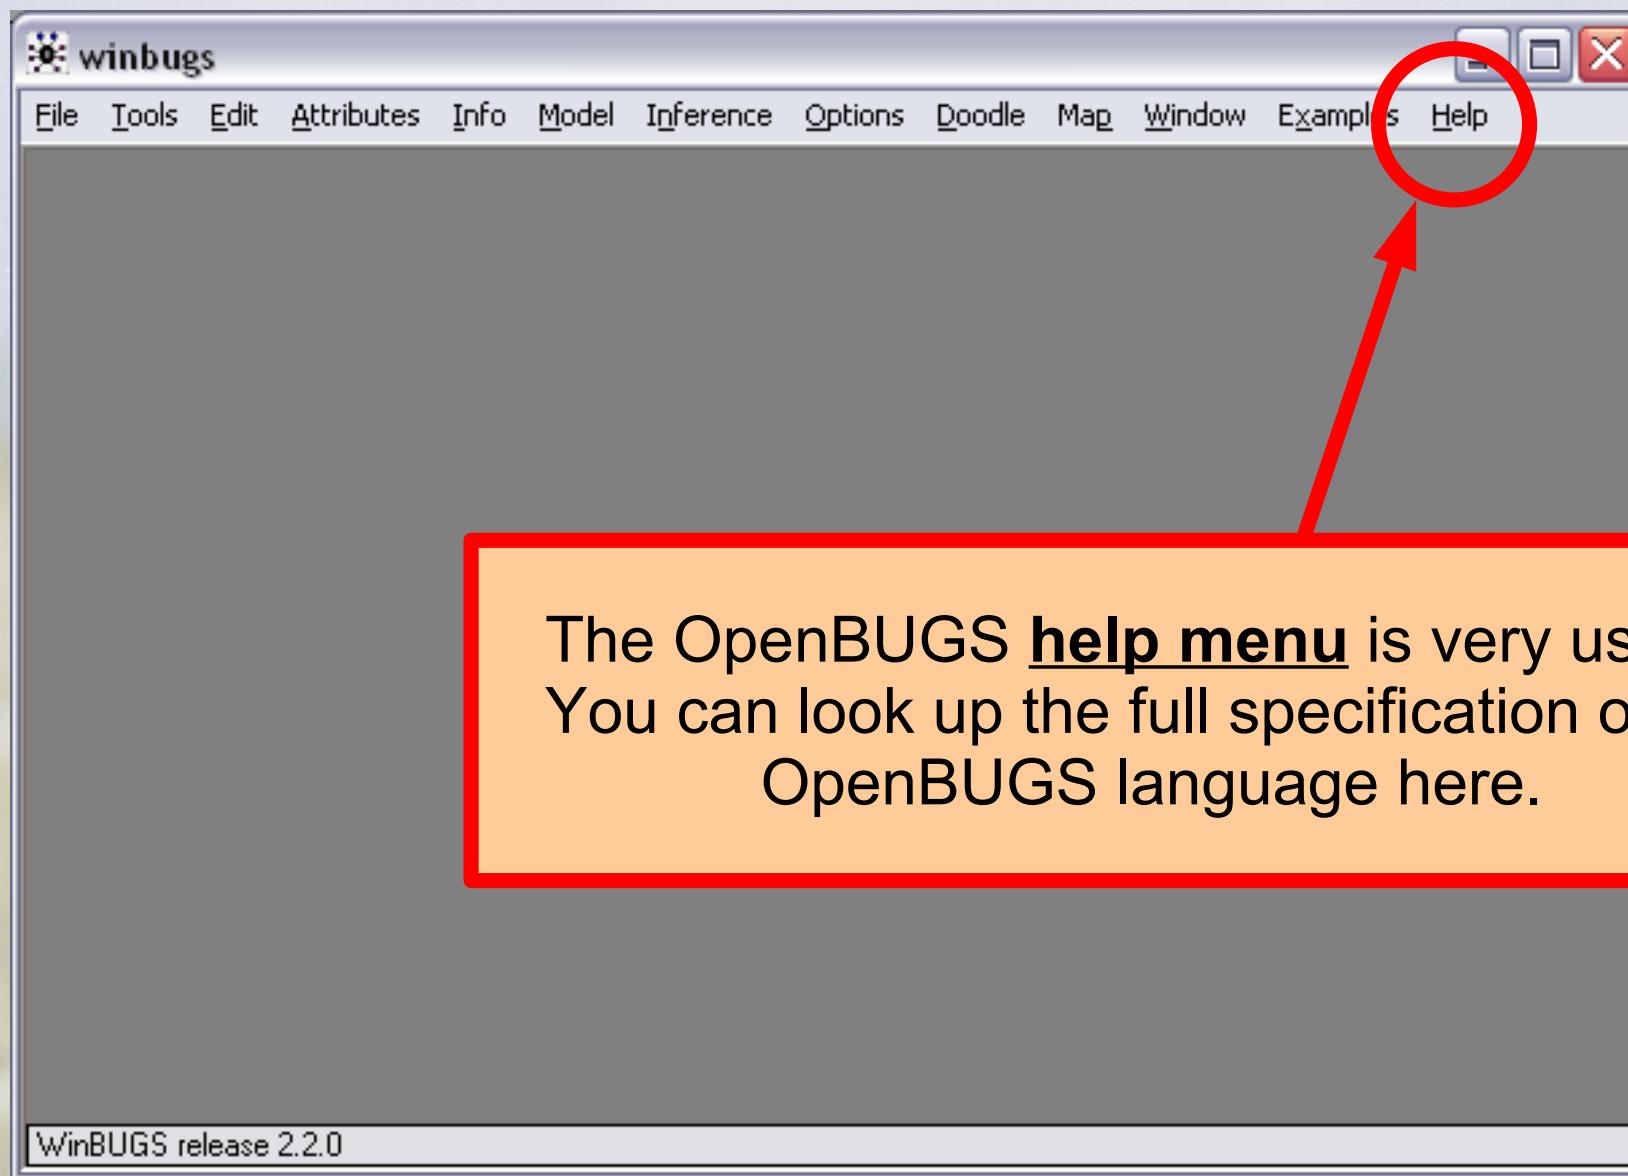 winbugs
File Tools Edit Attributes Info Model Inference Options Doodle Map Window Examples Help
The OpenBUGS help menu is very
You can look up the full specification
OpenBUGS language here.
WinBUGS release 2.2.0